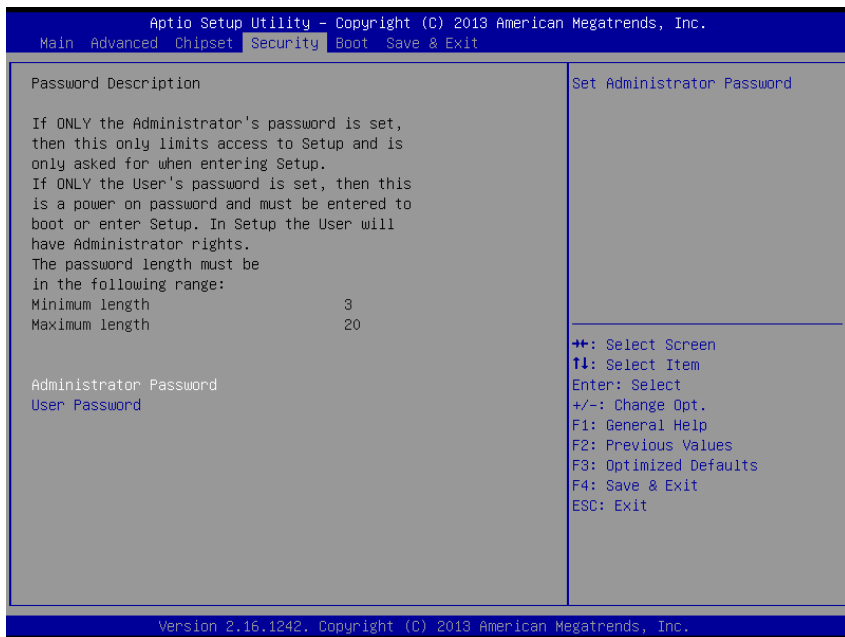 Aptio Setup Utility – Copyright (C) 2013 American Megatrends, Inc.
Main Advanced Chipset Security Boot Save & Exit
Password Description
If ONLY the Administrator's password is set,
then this only limits access to Setup and is
only asked for when entering Setup.
If ONLY the User's password is set, then this
is a power on password and must be entered to
boot or enter Setup. In Setup the User will
have Administrator rights.
The password length must be
in the following range:
Minimum length 3
Maximum length 20
Administrator Password
User Password
Set Administrator Password
→←: Select Screen
↑↓: Select Item
Enter: Select
+/-: Change Opt.
F1: General Help
F2: Previous Values
F3: Optimized Defaults
F4: Save & Exit
ESC: Exit
Version 2.16.1242. Copyright (C) 2013 American Megatrends, Inc.